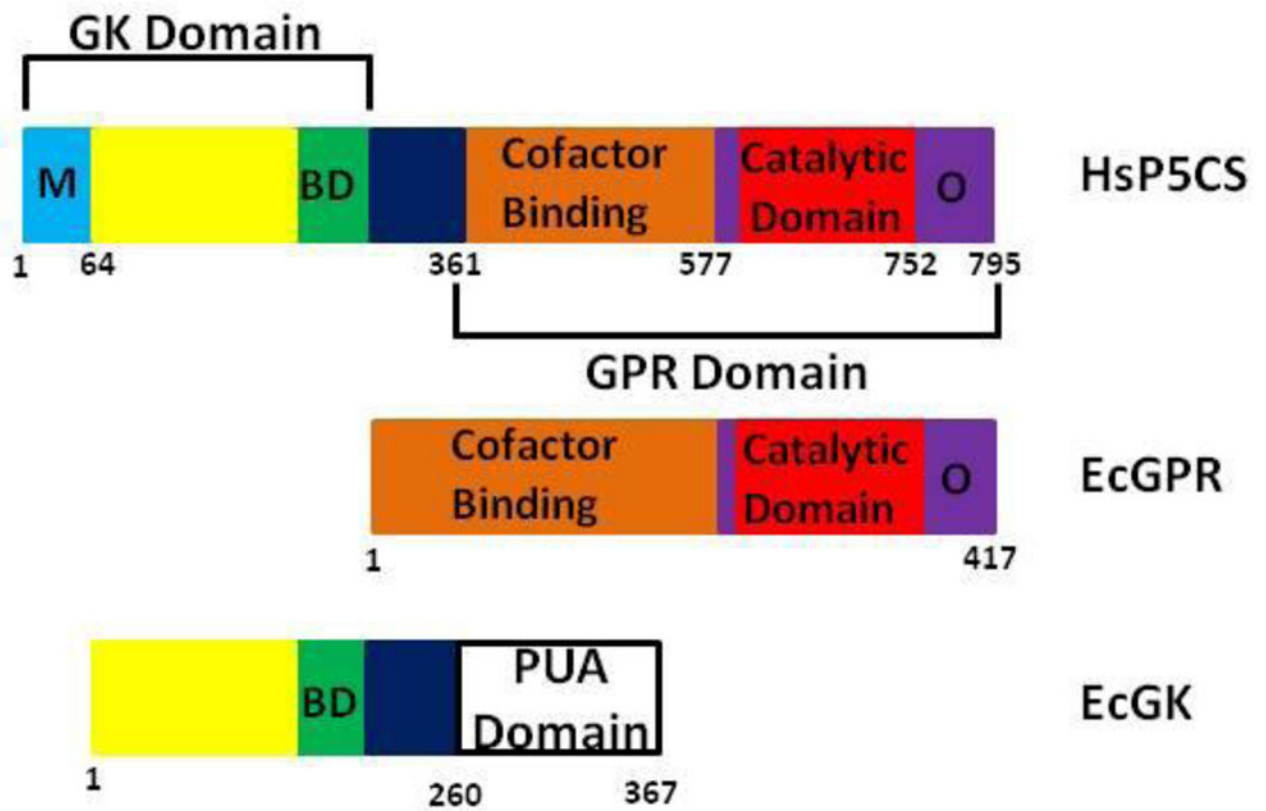 GK Domain
M
BD
Cofactor
Binding
Catalytic
Domain
O
HsP5CS
1 64 361 577 752 795
GPR Domain
Cofactor
Binding
Catalytic
Domain
O
EcGPR
1 417
BD
PUA
Domain
EcGK
1 260 367